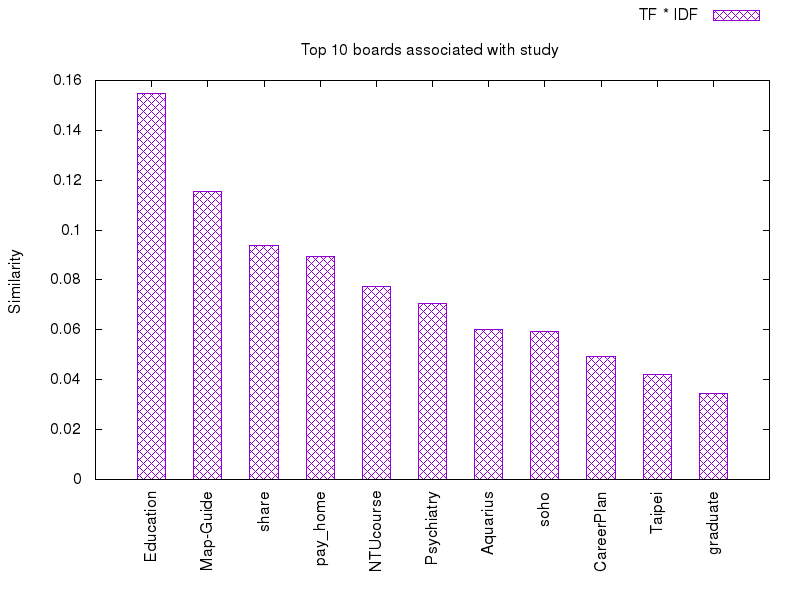 TF * IDF
Top 10 boards associated with study
0.16
0.14
0.12
0.1
0.08
0.06
0.04
0.02
0
Similarity
Education
Map-Guide
share
pay_home
NTUcourse
Psychiatry
Aquarius
soho
CareerPlan
Taipei
graduate